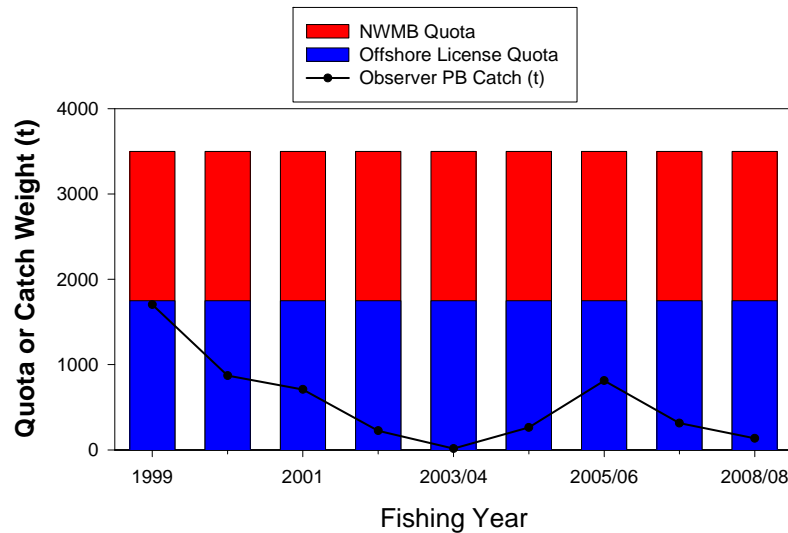 NWMB Quota
Offshore License Quota
Observer PB Catch (t)
Quota or Catch Weight (t)
4000
3000
2000
1000
0
1999 2001 2003/04 2005/06 2008/08
Fishing Year